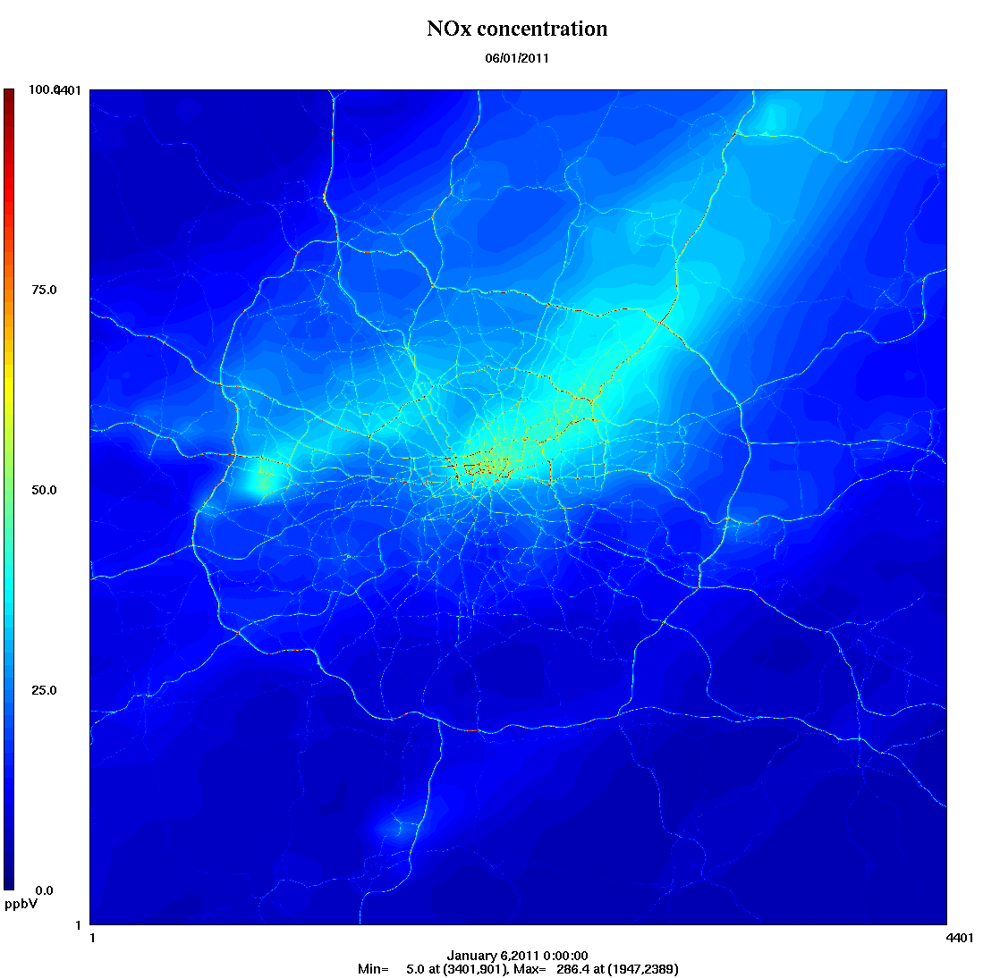 NOx concentration
06/01/2011
100.0
4401
75.0
50.0
25.0
0.0
ppbV
1
1
4401
January 6,2011 0:00:00
Min= 5.0 at (3401,901), Max= 286.4 at (1947,2389)